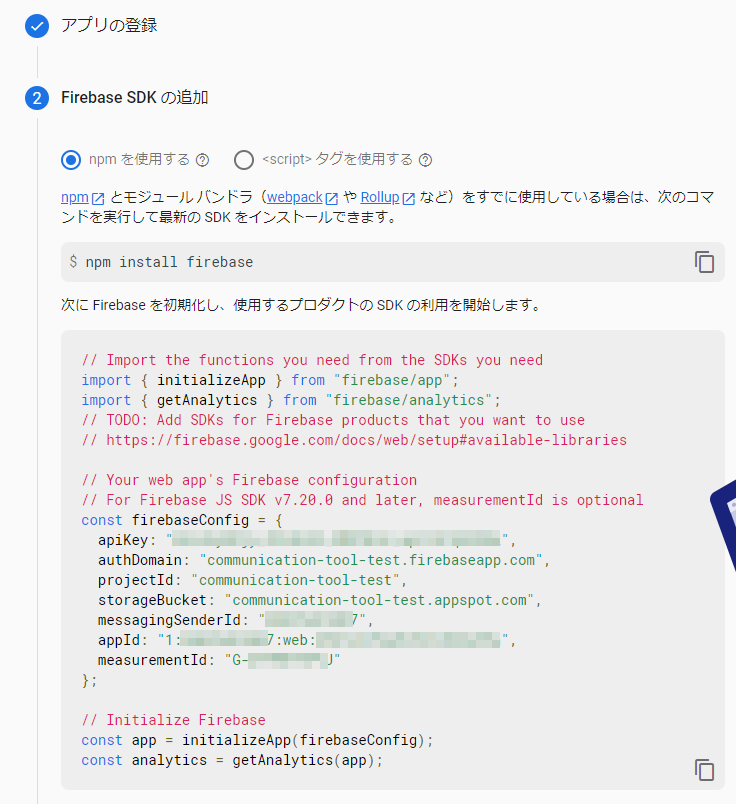 アプリの登録
2 Firebase SDK の追加
npm を使用する <script> タグを使用する
npm とモジュール バンドラ（webpack や Rollup など）をすでに使用している場合は、次のコマ
ンドを実行して最新の SDK をインストールできます。
$ npm install firebase
次に Firebase を初期化し、使用するプロダクトの SDK の利用を開始します。
// Import the functions you need from the SDKs you need
import { initializeApp } from "firebase/app";
import { getAnalytics } from "firebase/analytics";
// TODO: Add SDKs for Firebase products that you want to use
// https://firebase.google.com/docs/web/setup#available-libraries
// Your web app's Firebase configuration
// For Firebase JS SDK v7.20.0 and later, measurementId is optional
const firebaseConfig = {
apiKey: "",
authDomain: "communication-tool-test.firebaseapp.com",
projectId: "communication-tool-test",
storageBucket: "communication-tool-test.appspot.com",
messagingSenderId: "7",
appId: "1:7:web:",
measurementId: "G-J"
};
// Initialize Firebase
const app = initializeApp(firebaseConfig);
const analytics = getAnalytics(app);